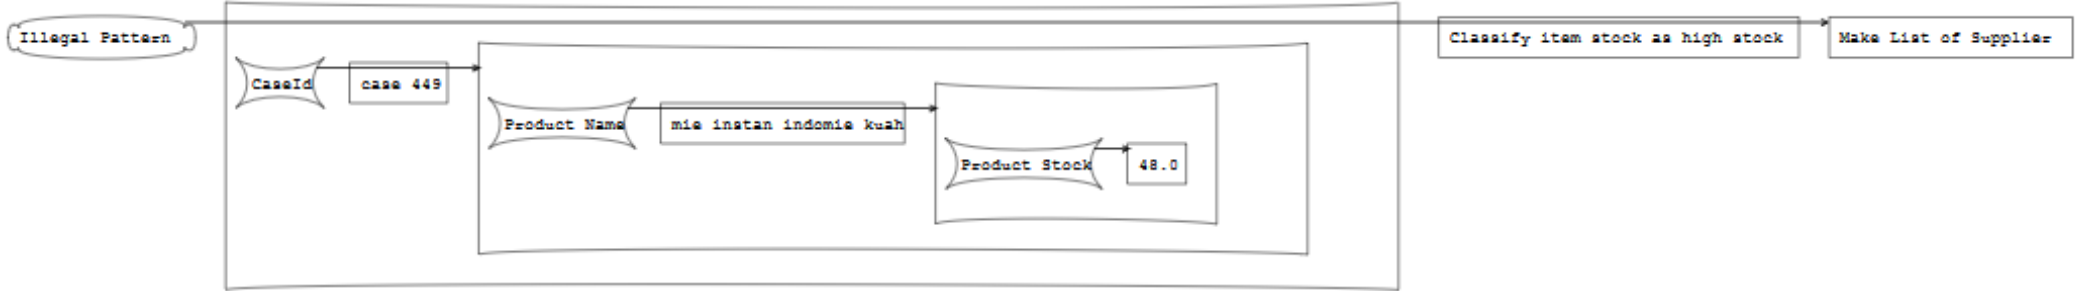 Illegal Pattern
CaseId
case 449
Product Name
mie instan indomie kuah
Product Stock
48.0
Classify item stock as high stock
Make List of Supplier